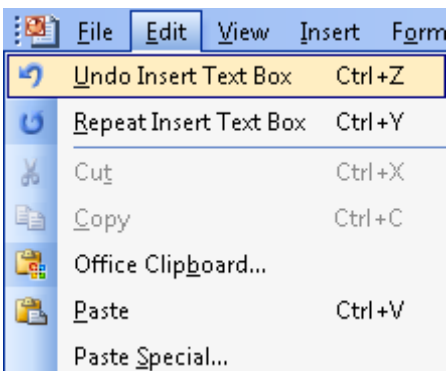 File Edit View Insert Form
Undo Insert Text Box Ctrl+Z
Repeat Insert Text Box Ctrl+Y
Cut Ctrl+X
Copy Ctrl+C
Office Clipboard...
Paste Ctrl+V
Paste Special...